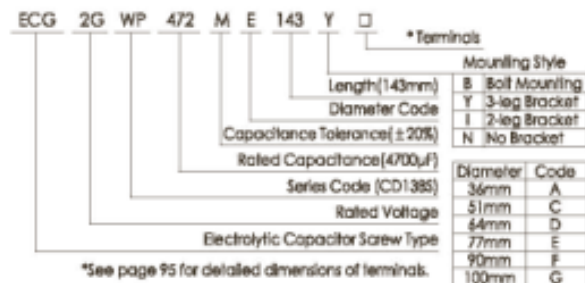 ECG 2G WP 472 M E 143 Y □
* Terminals
Mounting Style
B Bolt Mounting
Y 3-leg Bracket
I 2-leg Bracket
N No Bracket
Length(143mm)
Diameter Code
Capacitance Tolerance(±20%)
Rated Capacitance(4700μF)
Series Code (CD138S)
Rated Voltage
Electrolytic Capacitor Screw Type
Diameter Code
36mm A
51mm C
64mm D
77mm E
90mm F
100mm G
*See page 95 for detailed dimensions of terminals.